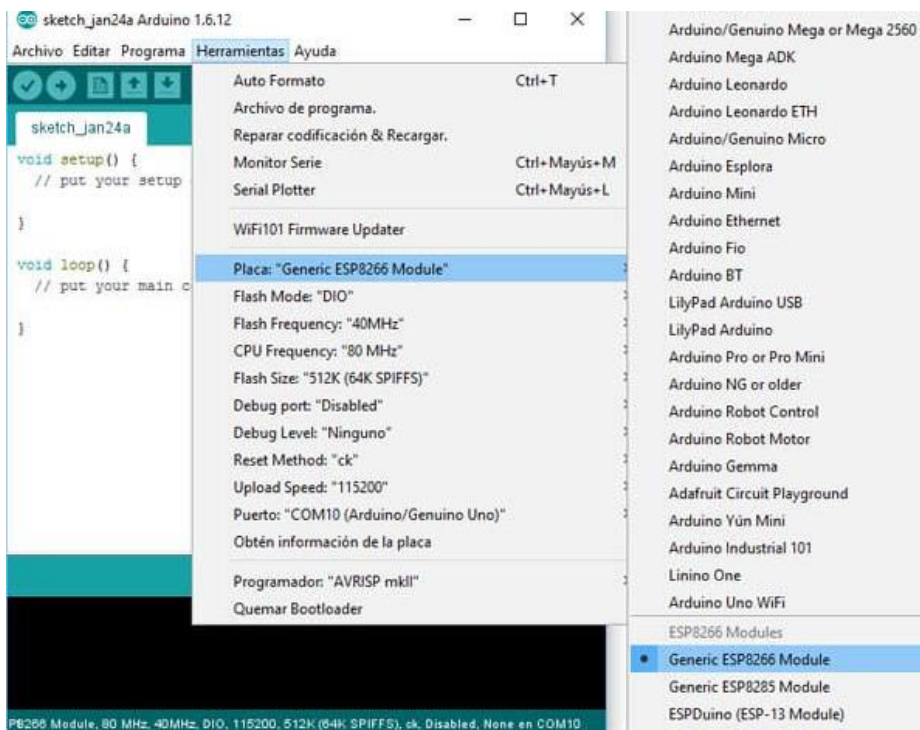 sketch_jan24a Arduino 1.6.12
Archivo Editar Programa Herramientas Ayuda
sketch_jan24a
void setup() {
// put your setup
}
void loop() {
// put your main c
}
Auto Formato Ctrl+T
Archivo de programa.
Reparar codificación & Recargar.
Monitor Serie Ctrl+Mayús+M
Serial Plotter Ctrl+Mayús+L
WiFi101 Firmware Updater
Placa: "Generic ESP8266 Module"
Flash Mode: "DIO"
Flash Frequency: "40MHz"
CPU Frequency: "80 MHz"
Flash Size: "512K (64K SPIFFS)"
Debug port: "Disabled"
Debug Level: "Ninguno"
Reset Method: "ck"
Upload Speed: "115200"
Puerto: "COM10 (Arduino/Genuino Uno)"
Obtén información de la placa
Programador: "AVRISP mkII"
Quemar Bootloader
Arduino/Genuino Mega or Mega 2560
Arduino Mega ADK
Arduino Leonardo
Arduino Leonardo ETH
Arduino/Genuino Micro
Arduino Esplora
Arduino Mini
Arduino Ethernet
Arduino Fio
Arduino BT
LilyPad Arduino USB
LilyPad Arduino
Arduino Pro or Pro Mini
Arduino NG or older
Arduino Robot Control
Arduino Robot Motor
Arduino Gemma
Adafruit Circuit Playground
Arduino Yún Mini
Arduino Industrial 101
Linino One
Arduino Uno WiFi
ESP8266 Modules
Generic ESP8266 Module
Generic ESP8285 Module
ESPDuino (ESP-13 Module)
P8266 Module, 80 MHz, 40MHz, DIO, 115200, 512K (64K SPIFFS), ck, Disabled, None en COM10